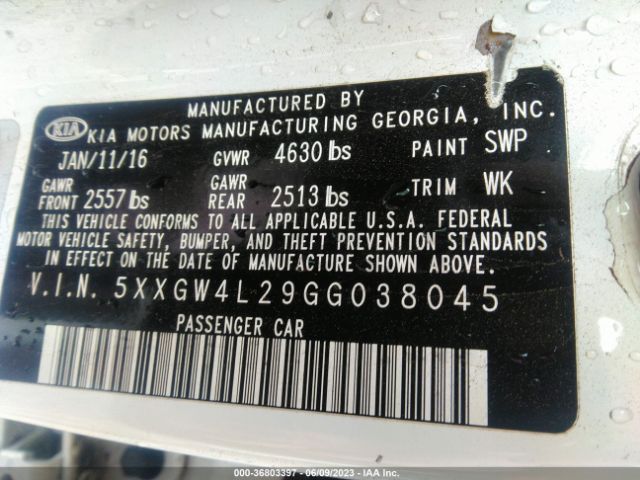 MANUFACTURED BY
KIA KIA MOTORS MANUFACTURING GEORGIA, INC.
JAN/11/16 GVWR 4630 lbs PAINT SWP
GAWR FRONT 2557 lbs GAWR REAR 2513 lbs TRIM WK
THIS VEHICLE CONFORMS TO ALL APPLICABLE U.S.A. FEDERAL
MOTOR VEHICLE SAFETY, BUMPER, AND THEFT PREVENTION STANDARDS
IN EFFECT ON THE DATE OF MANUFACTURE SHOWN ABOVE.
V.I.N. 5XXGW4L29GG038045
PASSENGER CAR
000-36803397 - 06/09/2023 - IAA Inc.